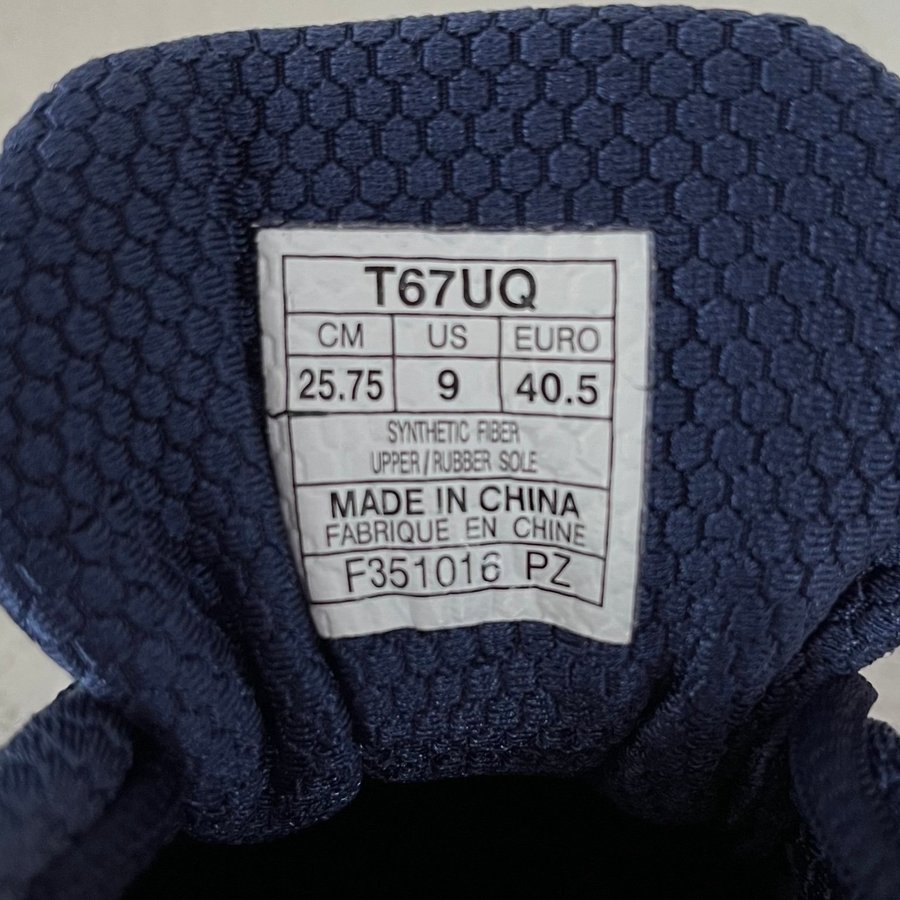 T67UQ
CM US EURO
25.75 9 40.5
SYNTHETIC FIBER
UPPER/RUBBER SOLE
MADE IN CHINA
FABRIQUE EN CHINE
F351016 PZ